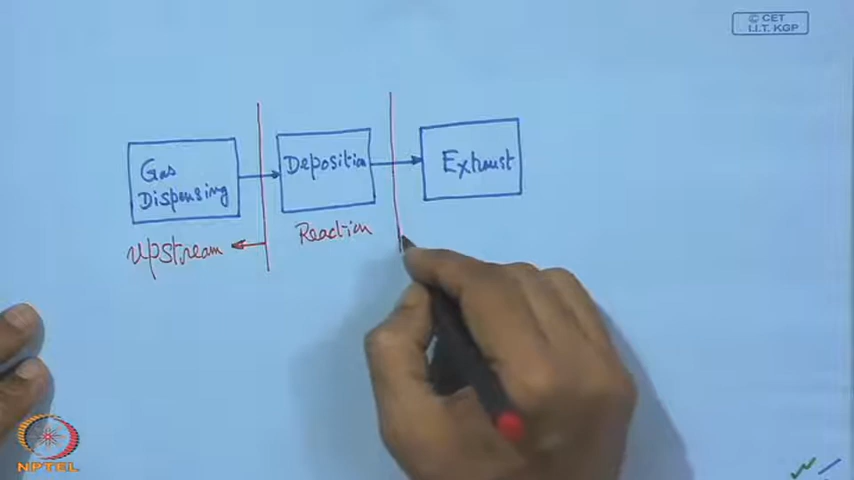 © CET
I.I.T. KGP
Gas
Dispensing
Deposition
Exhaust
Upstream
Reaction
NPTEL